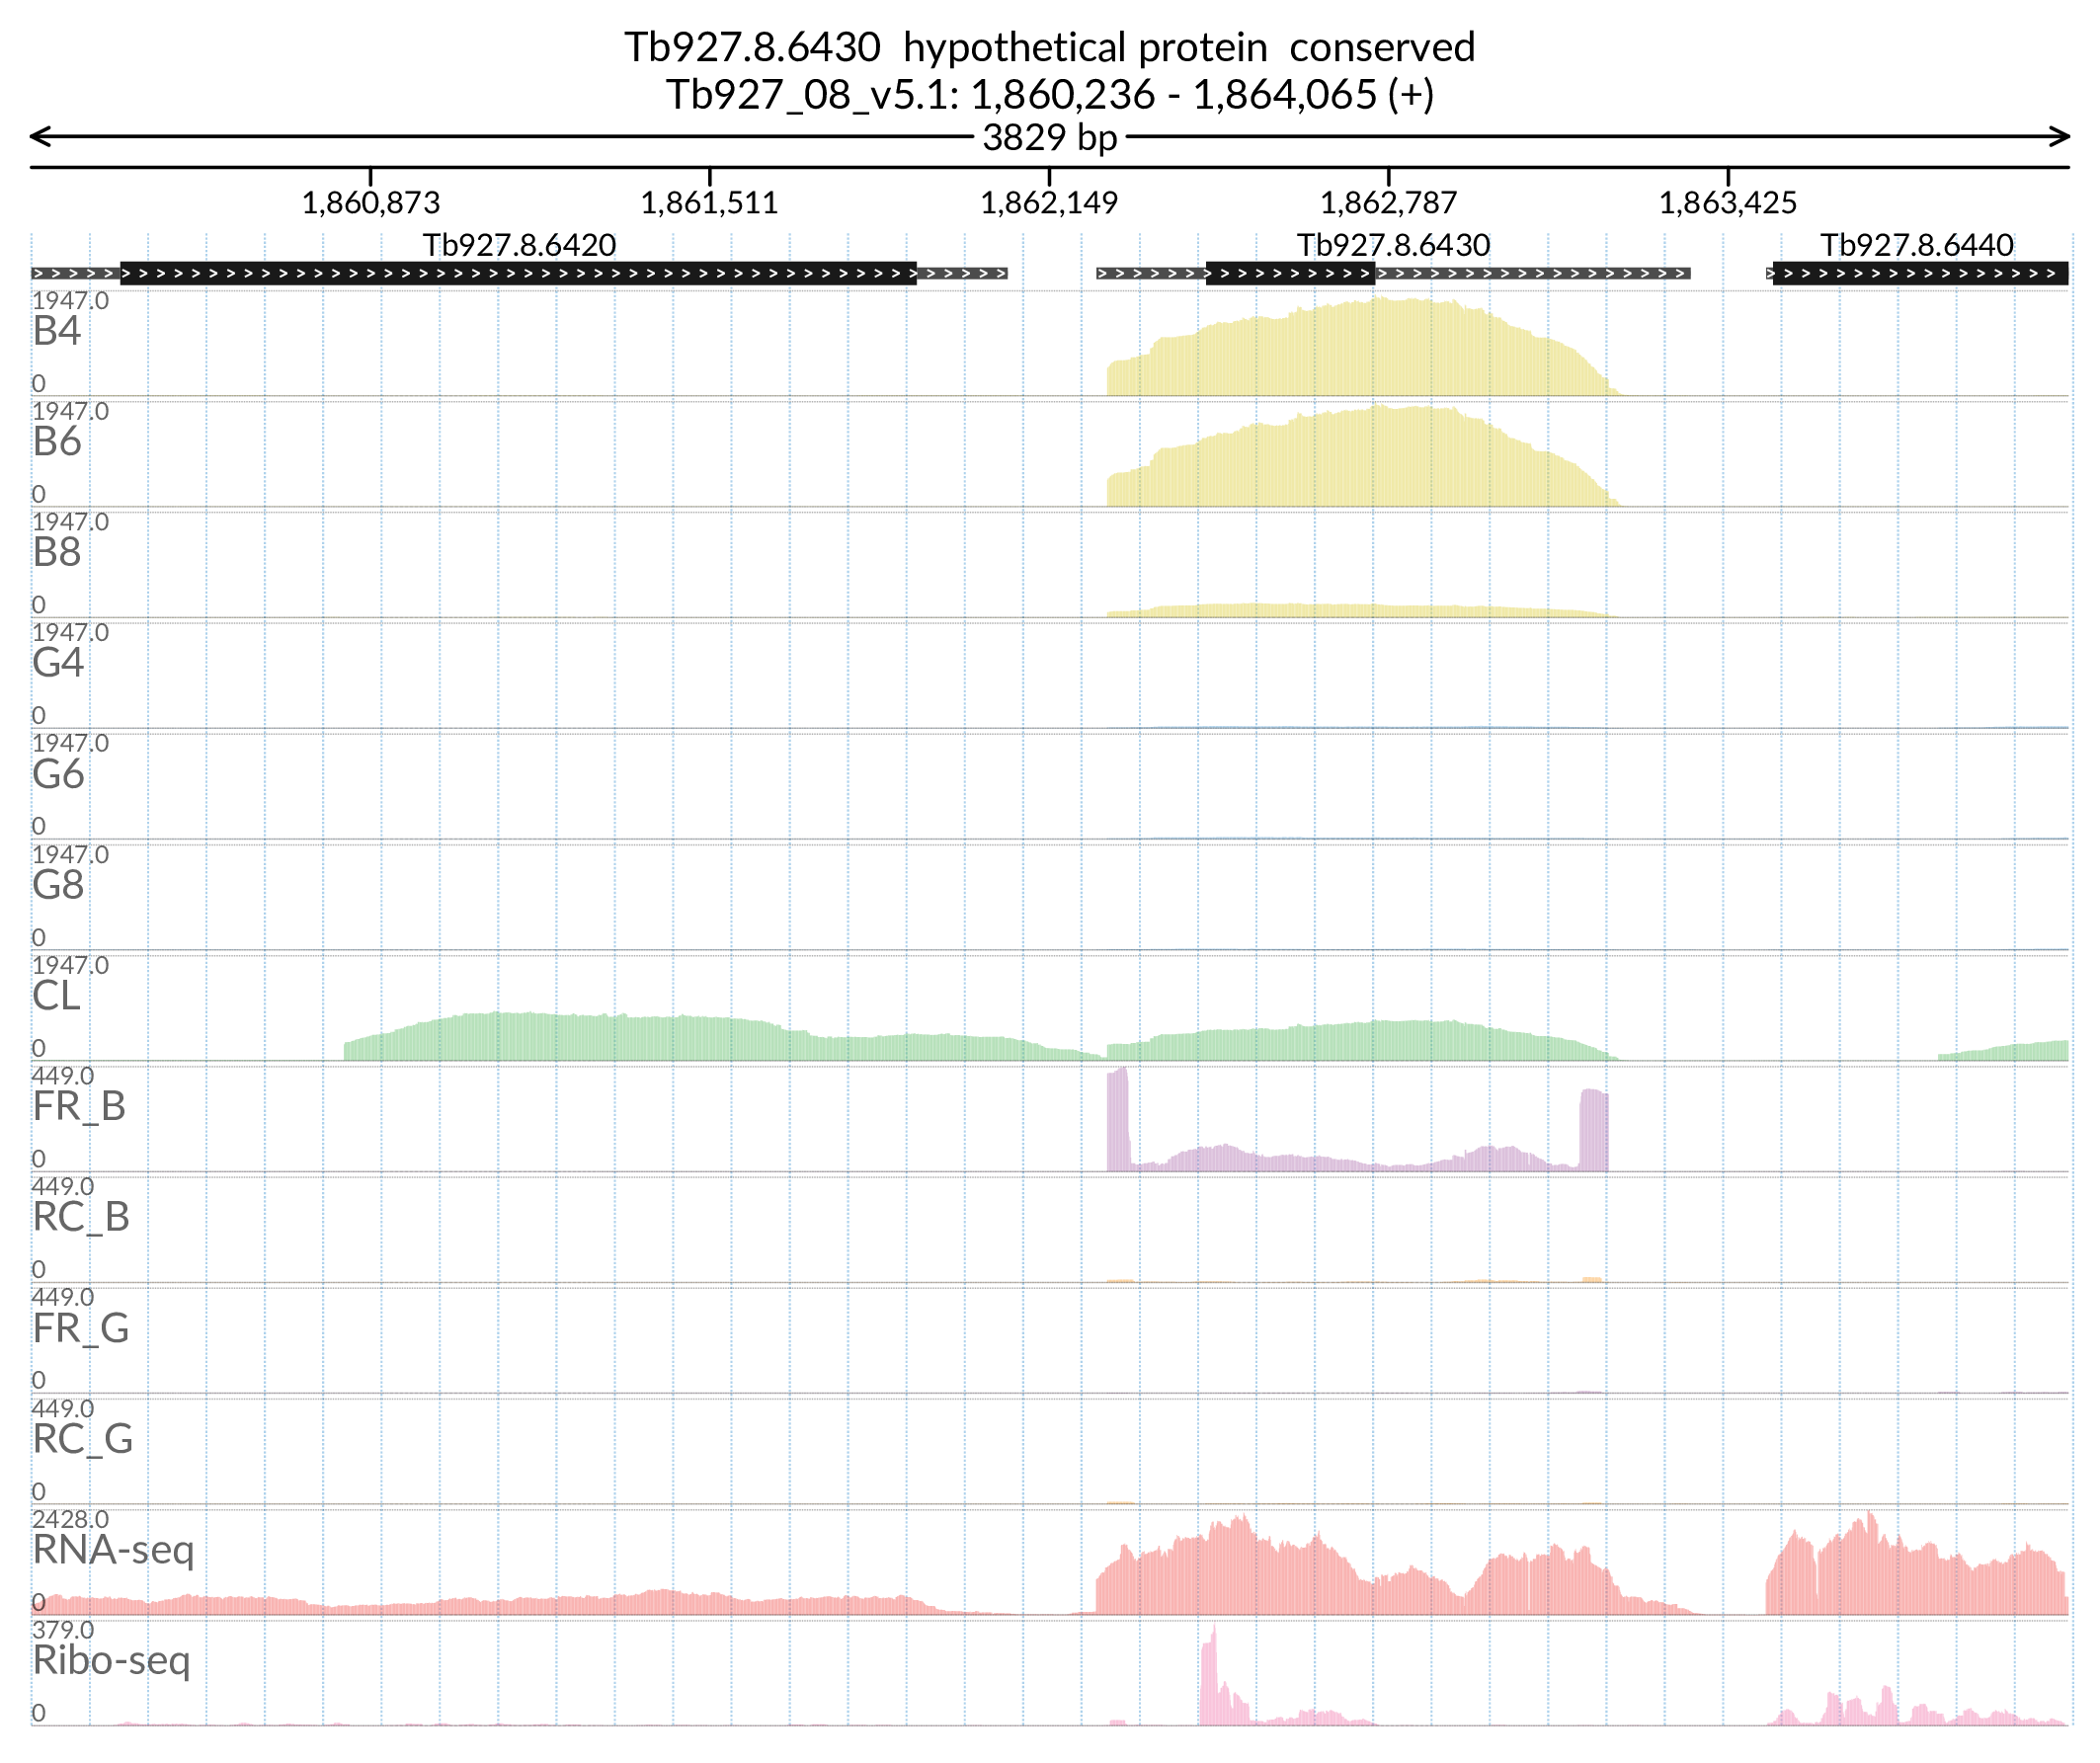 Tb927.8.6430  hypothetical protein  conserved
Tb927_08_v5.1: 1,860,236 - 1,864,065 (+)
3829 bp
1,860,873 1,861,511 1,862,149 1,862,787 1,863,425
Tb927.8.6420 Tb927.8.6430 Tb927.8.6440
1947.0
B4
0
1947.0
B6
0
1947.0
B8
0
1947.0
G4
0
1947.0
G6
0
1947.0
G8
0
1947.0
CL
0
449.0
FR_B
0
449.0
RC_B
0
449.0
FR_G
0
449.0
RC_G
0
2428.0
RNA-seq
0
379.0
Ribo-seq
0